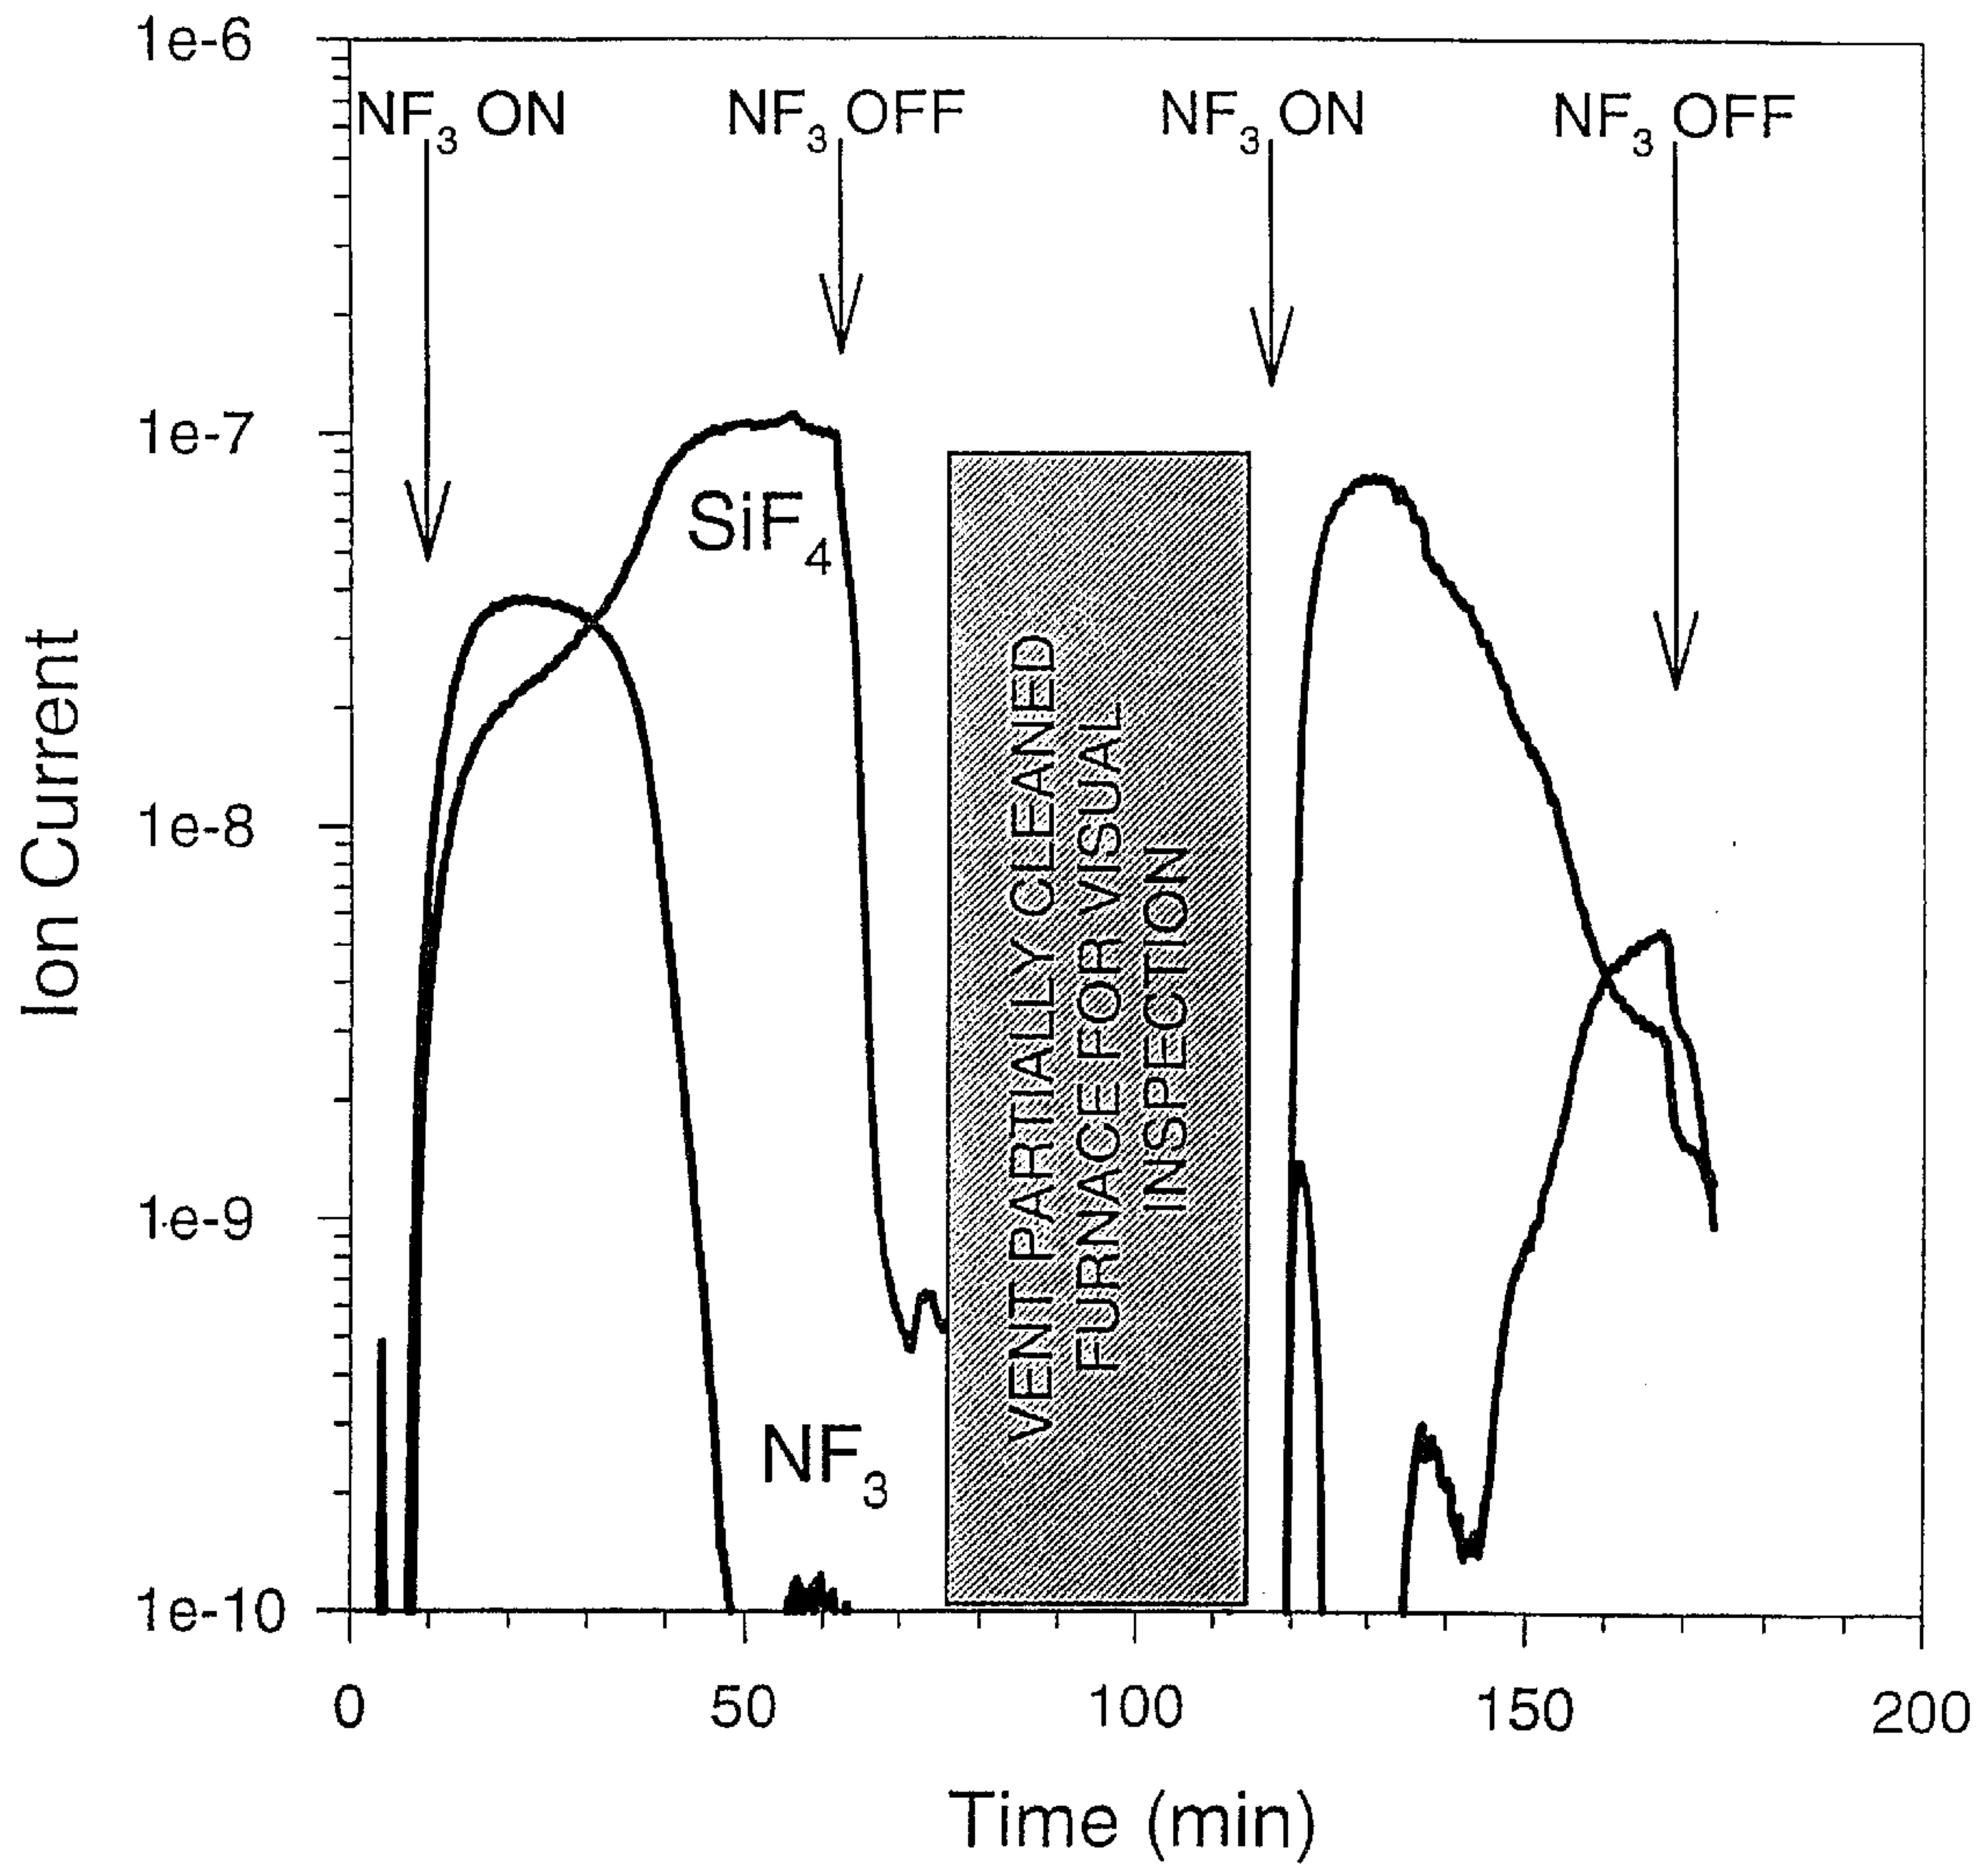 1e-6
NF3 ON
NF3 OFF
NF3 ON
NF3 OFF
1e-7
SiF4
1e-8
1e-9
NF3
1e-10
Ion Current
VENT PARTIALLY CLEANED
FURNACE FOR VISUAL
INSPECTION
0
50
100
150
200
Time (min)